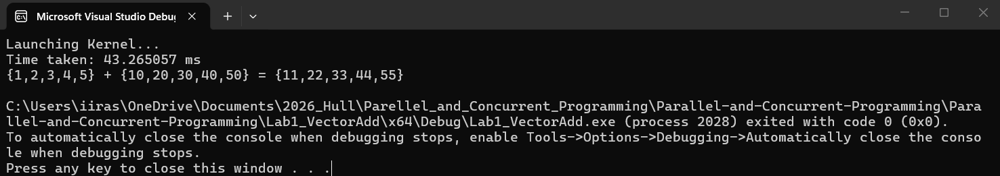 Microsoft Visual Studio Debug
Launching Kernel...
Time taken: 43.265057 ms
{1,2,3,4,5} + {10,20,30,40,50} = {11,22,33,44,55}
C:\Users\iiras\OneDrive\Documents\2026_Hull\Parellel_and_Concurrent_Programming\Parallel-and-Concurrent-Programming\Para
llel-and-Concurrent-Programming\Lab1_VectorAdd\x64\Debug\Lab1_VectorAdd.exe (process 2028) exited with code 0 (0x0).
To automatically close the console when debugging stops, enable Tools->Options->Debugging->Automatically close the conso
le when debugging stops.
Press any key to close this window . . .